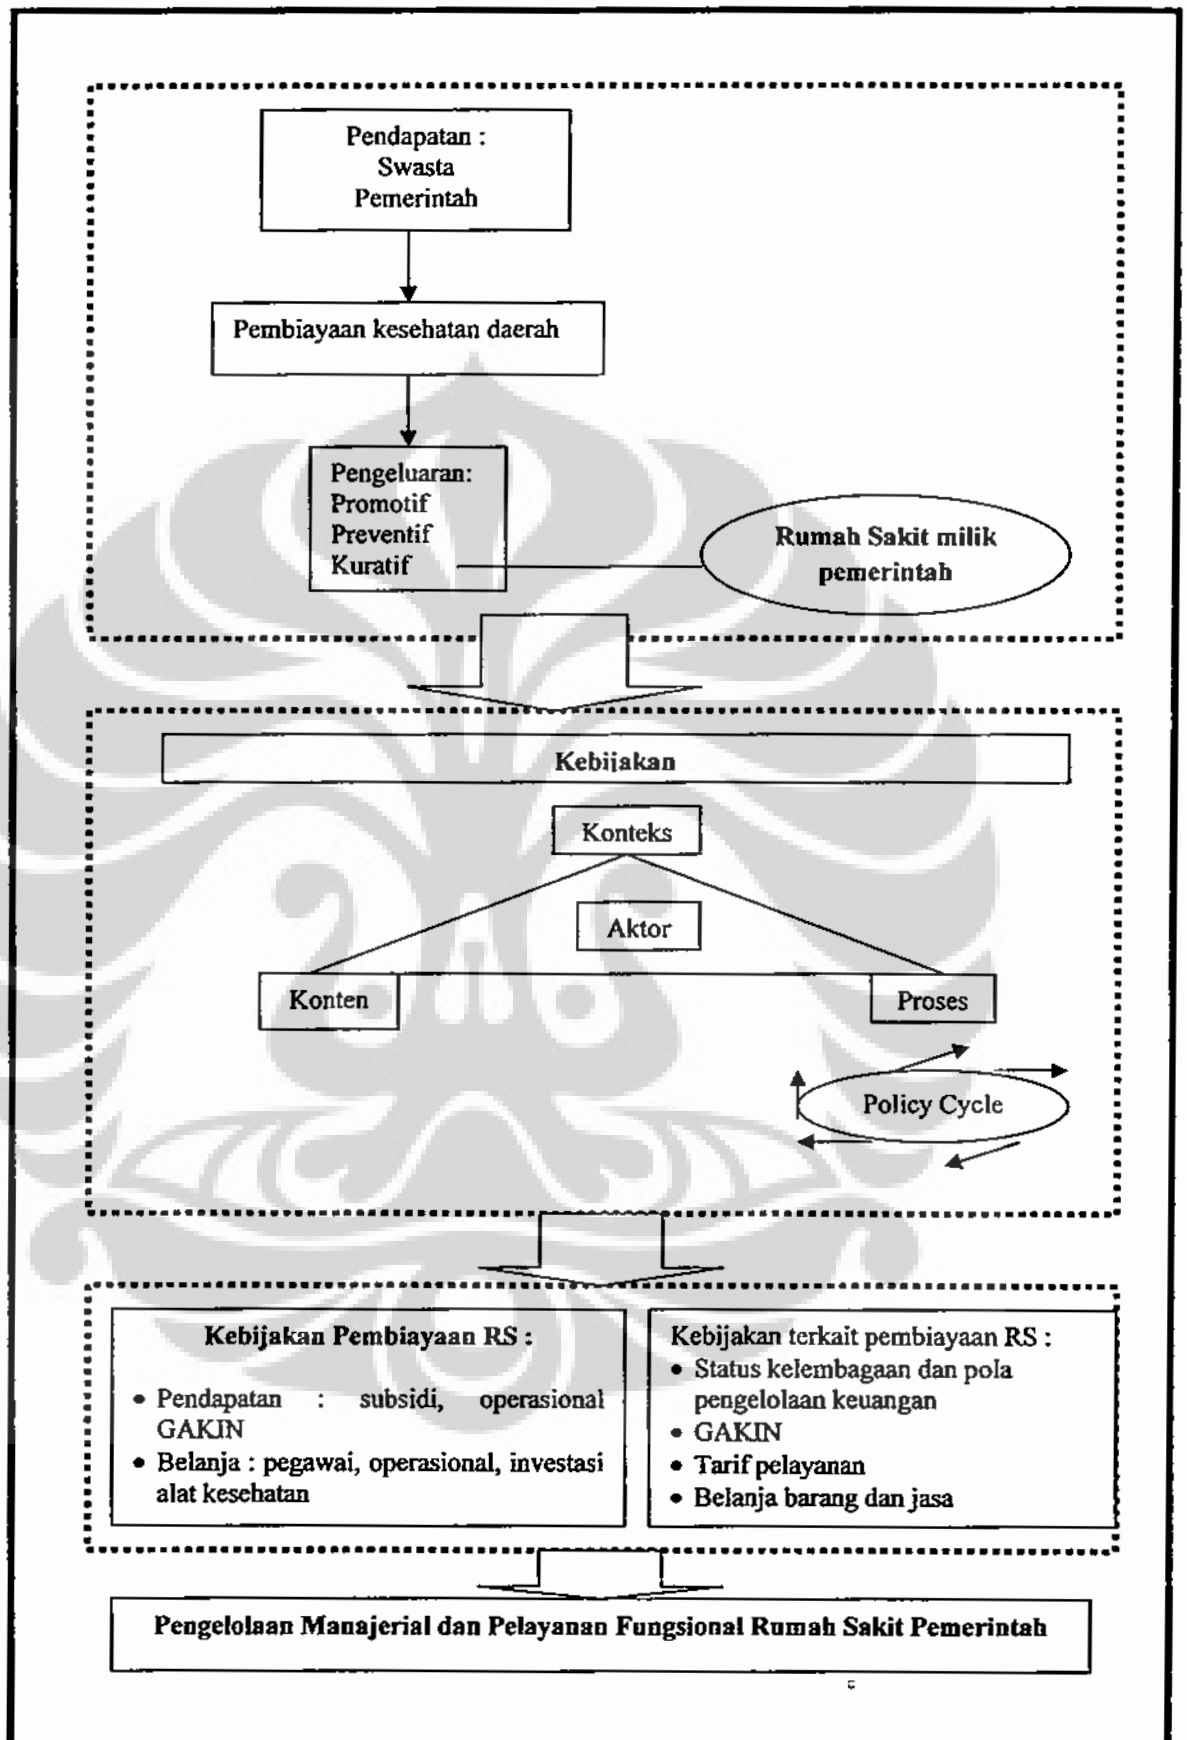 Pendapatan :
Swasta
Pemerintah
Pembiayaan kesehatan daerah
Pengeluaran:
Promotif
Preventif
Kuratif
Rumah Sakit milik
pemerintah
Kebijakan
Konteks
Aktor
Konten
Proses
Policy Cycle
Kebijakan Pembiayaan RS :
• Pendapatan : subsidi, operasional
GAKIN
• Belanja : pegawai, operasional, investasi
alat kesehatan
Kebijakan terkait pembiayaan RS :
• Status kelembagaan dan pola
pengelolaan keuangan
• GAKIN
• Tarif pelayanan
• Belanja barang dan jasa
Pengelolaan Manajerial dan Pelayanan Fungsional Rumah Sakit Pemerintah